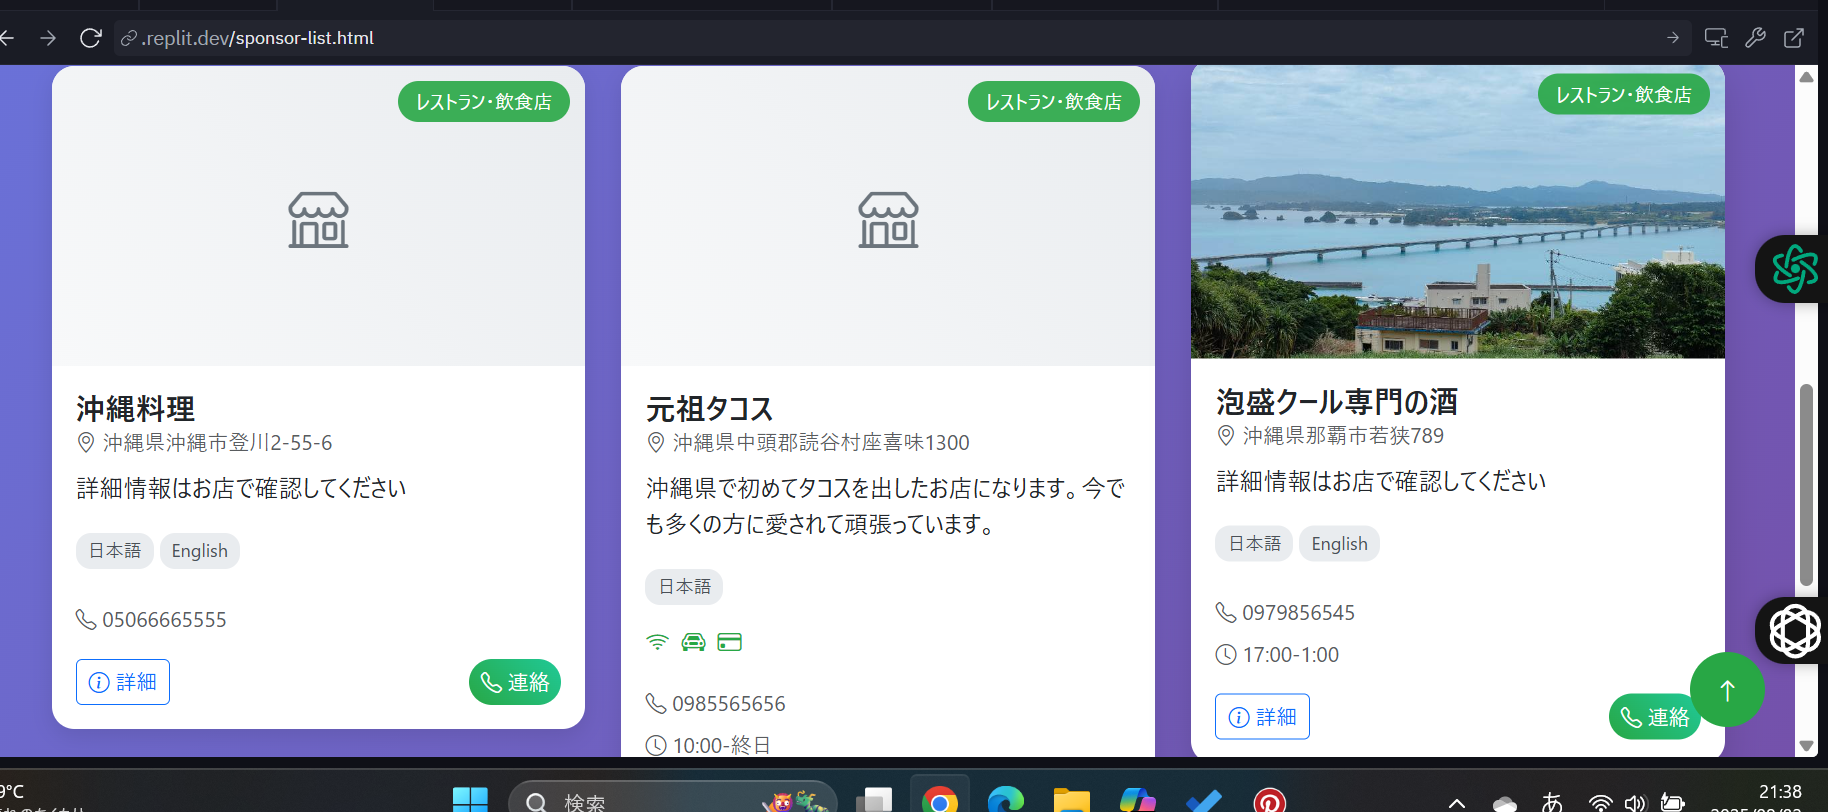 .replit.dev/sponsor-list.html
レストラン・飲食店
沖縄料理
沖縄県沖縄市登川2-55-6
詳細情報はお店で確認してください
日本語 English
05066665555
詳細 連絡
レストラン・飲食店
元祖タコス
沖縄県中頭郡読谷村座喜味1300
沖縄県で初めてタコスを出したお店になります。今で
も多くの方に愛されて頑張っています。
日本語
0985565656
10:00-終日
レストラン・飲食店
泡盛クール専門の酒
沖縄県那覇市若狭789
詳細情報はお店で確認してください
日本語 English
0979856545
17:00-1:00
詳細 連絡
検索
あ
21:38